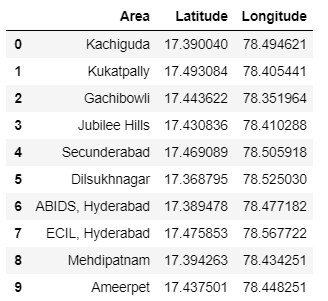 Area Latitude Longitude
0 Kachiguda 17.390040 78.494621
1 Kukatpally 17.493084 78.405441
2 Gachibowli 17.443622 78.351964
3 Jubilee Hills 17.430836 78.410288
4 Secunderabad 17.469089 78.505918
5 Dilsukhnagar 17.368795 78.525030
6 ABIDS, Hyderabad 17.389478 78.477182
7 ECIL, Hyderabad 17.475853 78.567722
8 Mehdipatnam 17.394263 78.434251
9 Ameerpet 17.437501 78.448251